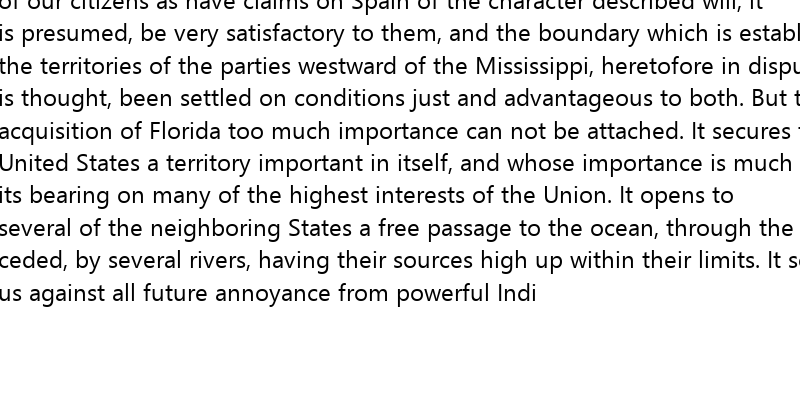 of our citizens as have claims on Spain of the character described will, it
is presumed, be very satisfactory to them, and the boundary which is establ
the territories of the parties westward of the Mississippi, heretofore in dispu
is thought, been settled on conditions just and advantageous to both. But t
acquisition of Florida too much importance can not be attached. It secures
United States a territory important in itself, and whose importance is much
its bearing on many of the highest interests of the Union. It opens to
several of the neighboring States a free passage to the ocean, through the
ceded, by several rivers, having their sources high up within their limits. It se
us against all future annoyance from powerful Indi